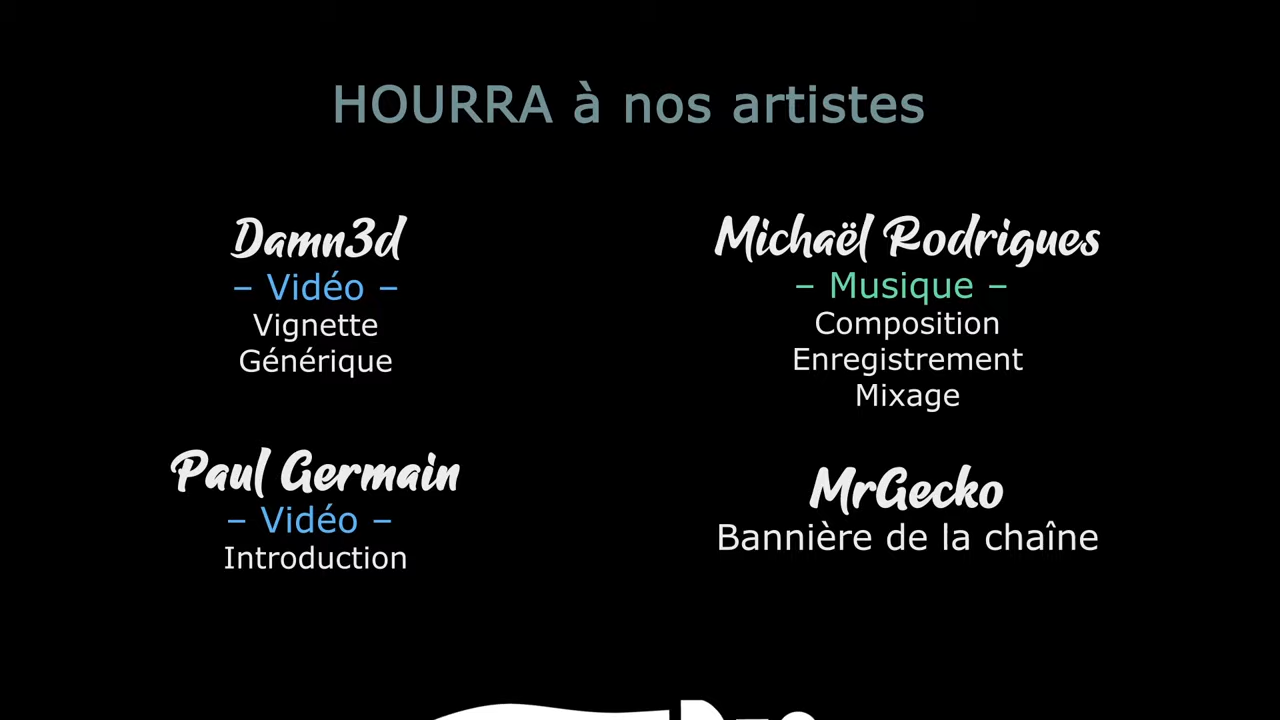 HOURRA à nos artistes
Damn3d
– Vidéo –
Vignette
Générique
Michaël Rodrigues
– Musique –
Composition
Enregistrement
Mixage
Paul Germain
– Vidéo –
Introduction
MrGecko
Bannière de la chaîne